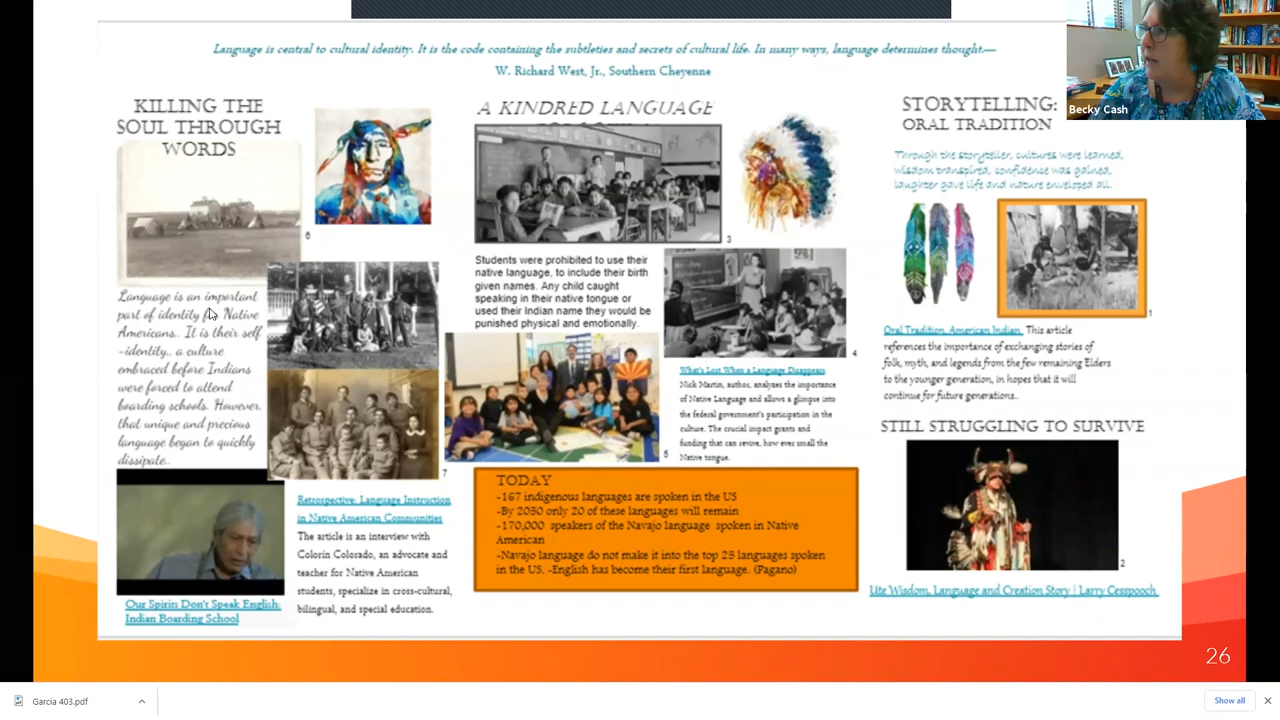 Language is central to cultural identity. It is the code containing the subtleties and secrets of cultural life. In many ways, language determines thought.—
W. Richard West, Jr., Southern Cheyenne
Becky Cash
KILLING THE
SOUL THROUGH
WORDS
6
Language is an important
part of identity Native
Americans.. It is their self
-identity.. a culture
embraced before Indians
were forced to attend
boarding schools. However,
that unique and precious
language began to quickly
dissipate..
7
Our Spirits Don't Speak English:
Indian Boarding School
Retrospective: Language Instruction
in Native American Communities
The article is an interview with
Colorín Colorado, an advocate and
teacher for Native American
students, specialize in cross-cultural,
bilingual, and special education.
A KINDRED LANGUAGE
3
Students were prohibited to use their
native language, to include their birth
given names. Any child caught
speaking in their native tongue or
used their Indian name they would be
punished physical and emotionally.
4
5
What's Lost When a Language Disappears
Nick Martin, author, analyzes the importance
of Native Language and allows a glimpse into
the federal government's participation in the
culture. The crucial impact grants and
funding that can revive, how ever small the
Native tongue.
TODAY
-167 indigenous languages are spoken in the US
-By 2050 only 20 of these languages will remain
-170,000 speakers of the Navajo language spoken in Native
American
-Navajo language do not make it into the top 25 languages spoken
in the US. -English has become their first language. (Pagano)
STORYTELLING:
ORAL TRADITION
Through the storyteller, cultures were learned,
wisdom transpired, confidence was gained,
laughter gave life and nature enveloped all.
1
Oral Tradition, American Indian This article
references the importance of exchanging stories of
folk, myth, and legends from the few remaining Elders
to the younger generation, in hopes that it will
continue for future generations..
STILL STRUGGLING TO SURVIVE
2
Ute Wisdom, Language and Creation Story | Larry Cesspooch
26
Garcia 403.pdf
Show all